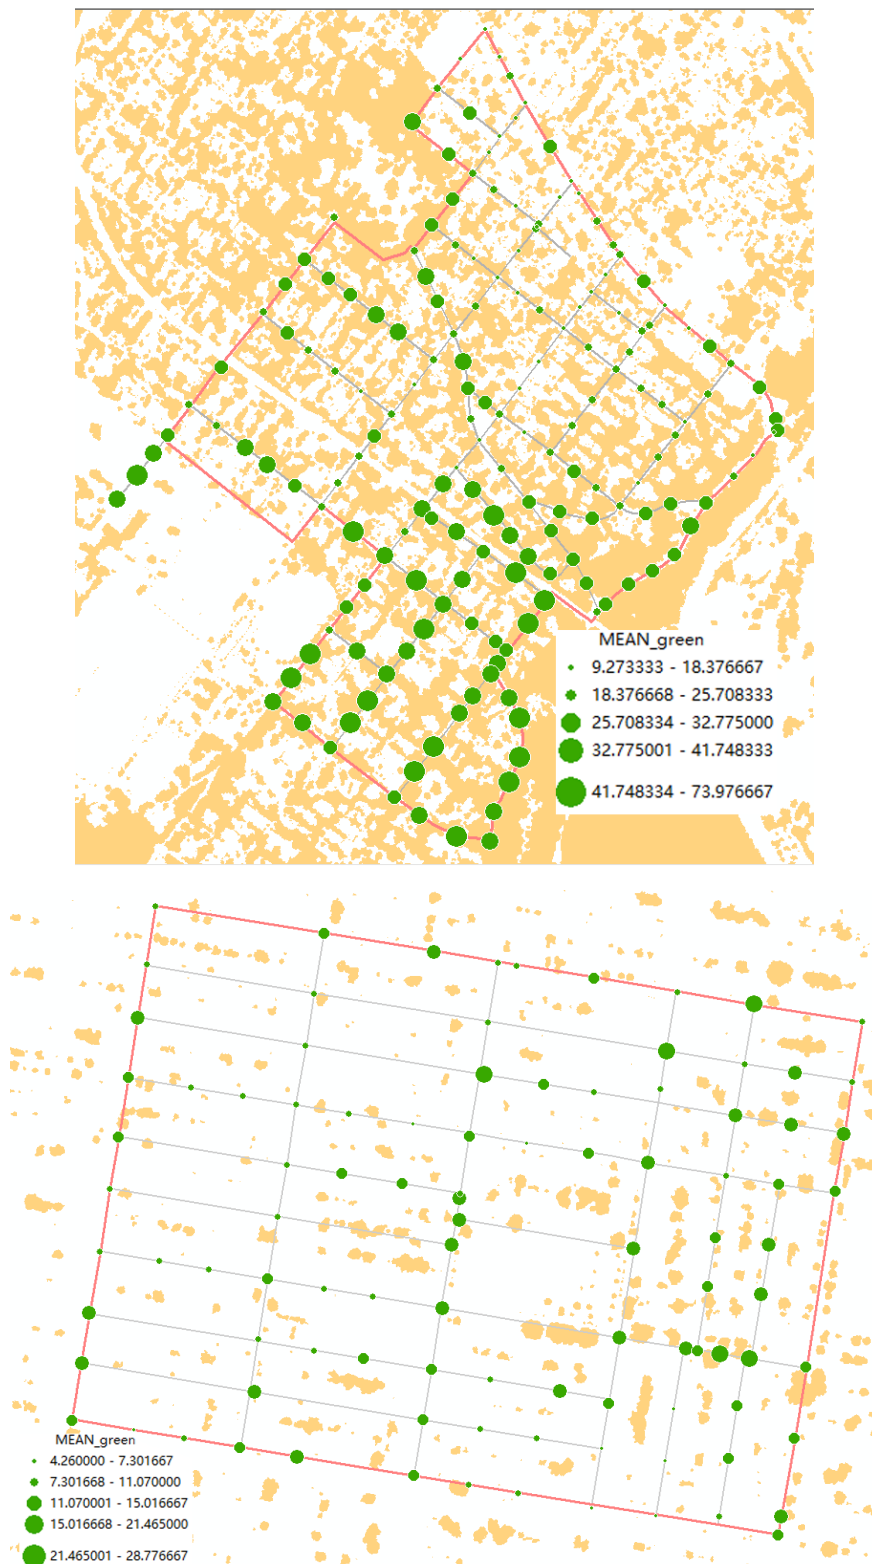 MEAN_green
9.273333 - 18.376667
18.376668 - 25.708333
25.708334 - 32.775000
32.775001 - 41.748333
41.748334 - 73.976667
MEAN_green
4.260000 - 7.301667
7.301668 - 11.070000
11.070001 - 15.016667
15.016668 - 21.465000
21.465001 - 28.776667